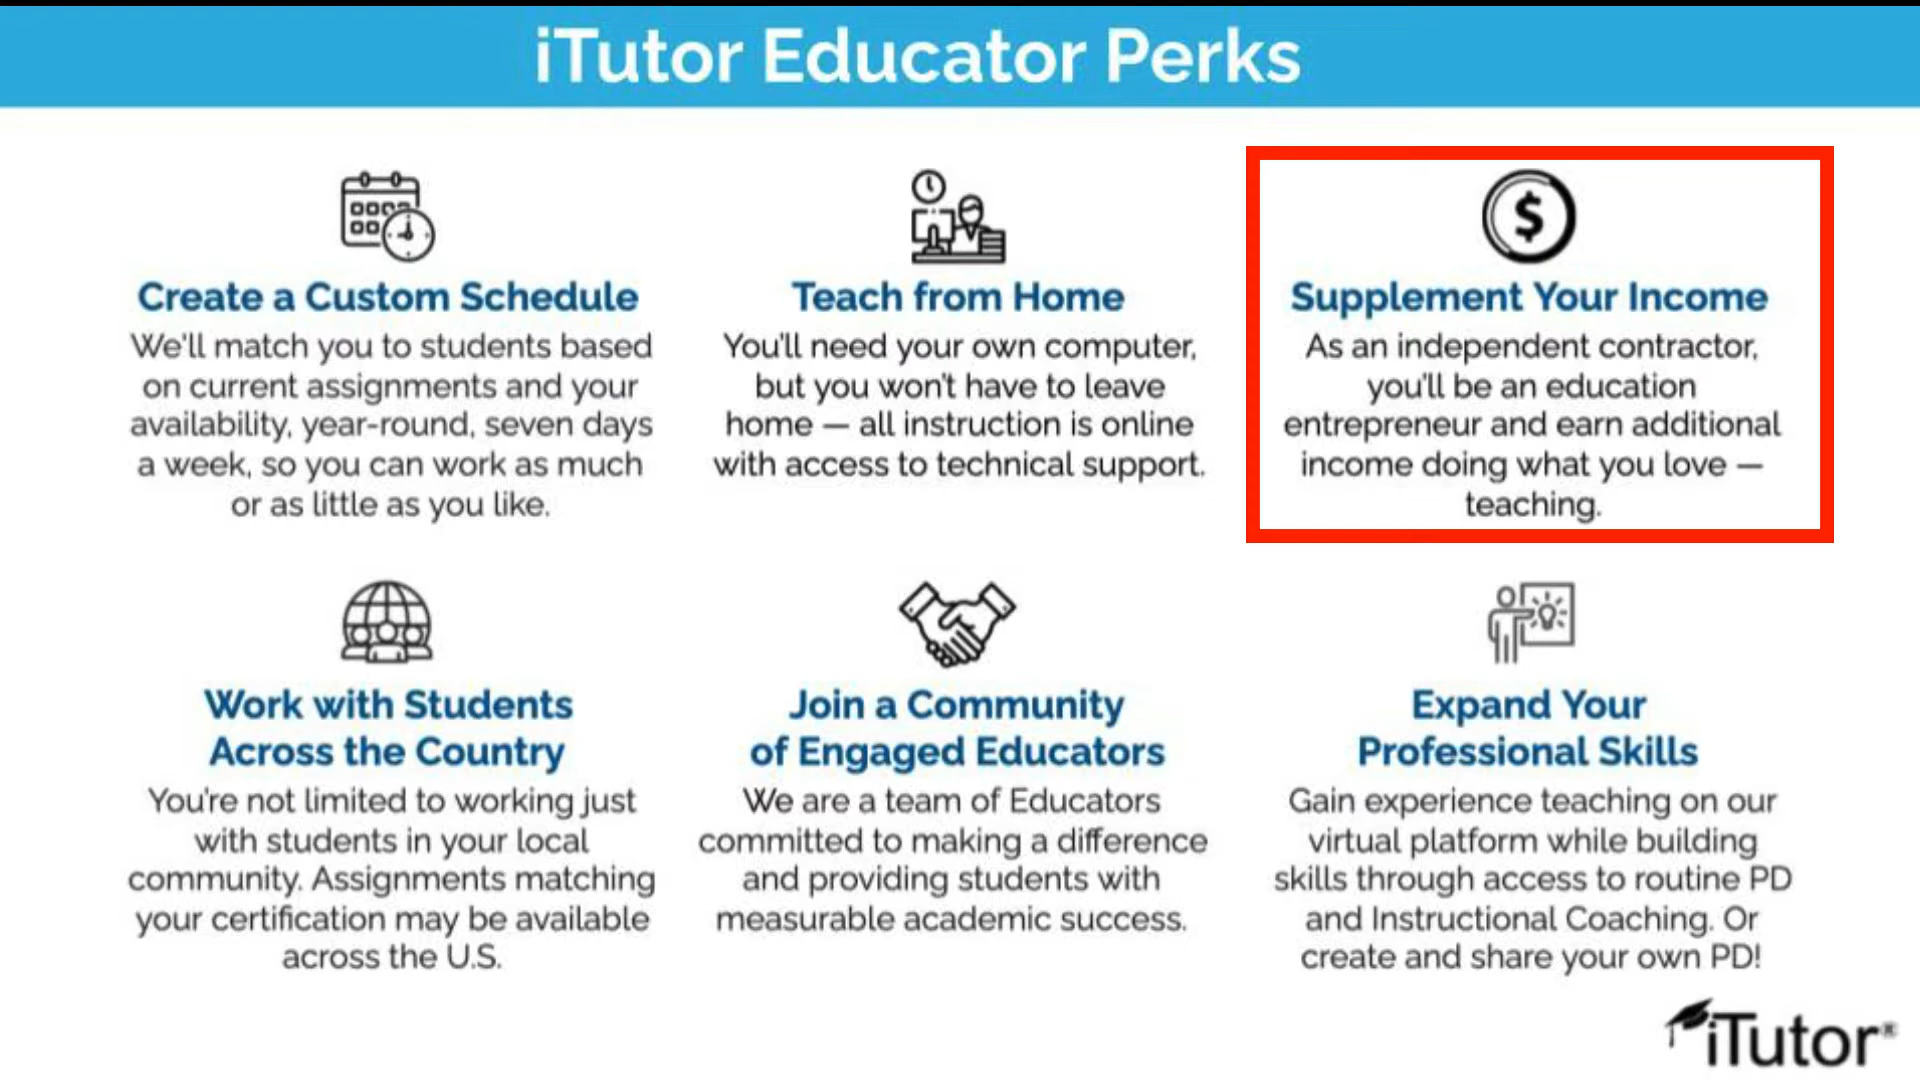 iTutor Educator Perks
Create a Custom Schedule
We'll match you to students based
on current assignments and your
availability, year-round, seven days
a week, so you can work as much
or as little as you like.
Teach from Home
You'll need your own computer,
but you won't have to leave
home — all instruction is online
with access to technical support.
Supplement Your Income
As an independent contractor,
you'll be an education
entrepreneur and earn additional
income doing what you love —
teaching.
Work with Students
Across the Country
You're not limited to working just
with students in your local
community. Assignments matching
your certification may be available
across the U.S.
Join a Community
of Engaged Educators
We are a team of Educators
committed to making a difference
and providing students with
measurable academic success.
Expand Your
Professional Skills
Gain experience teaching on our
virtual platform while building
skills through access to routine PD
and Instructional Coaching. Or
create and share your own PD!
iTutor®